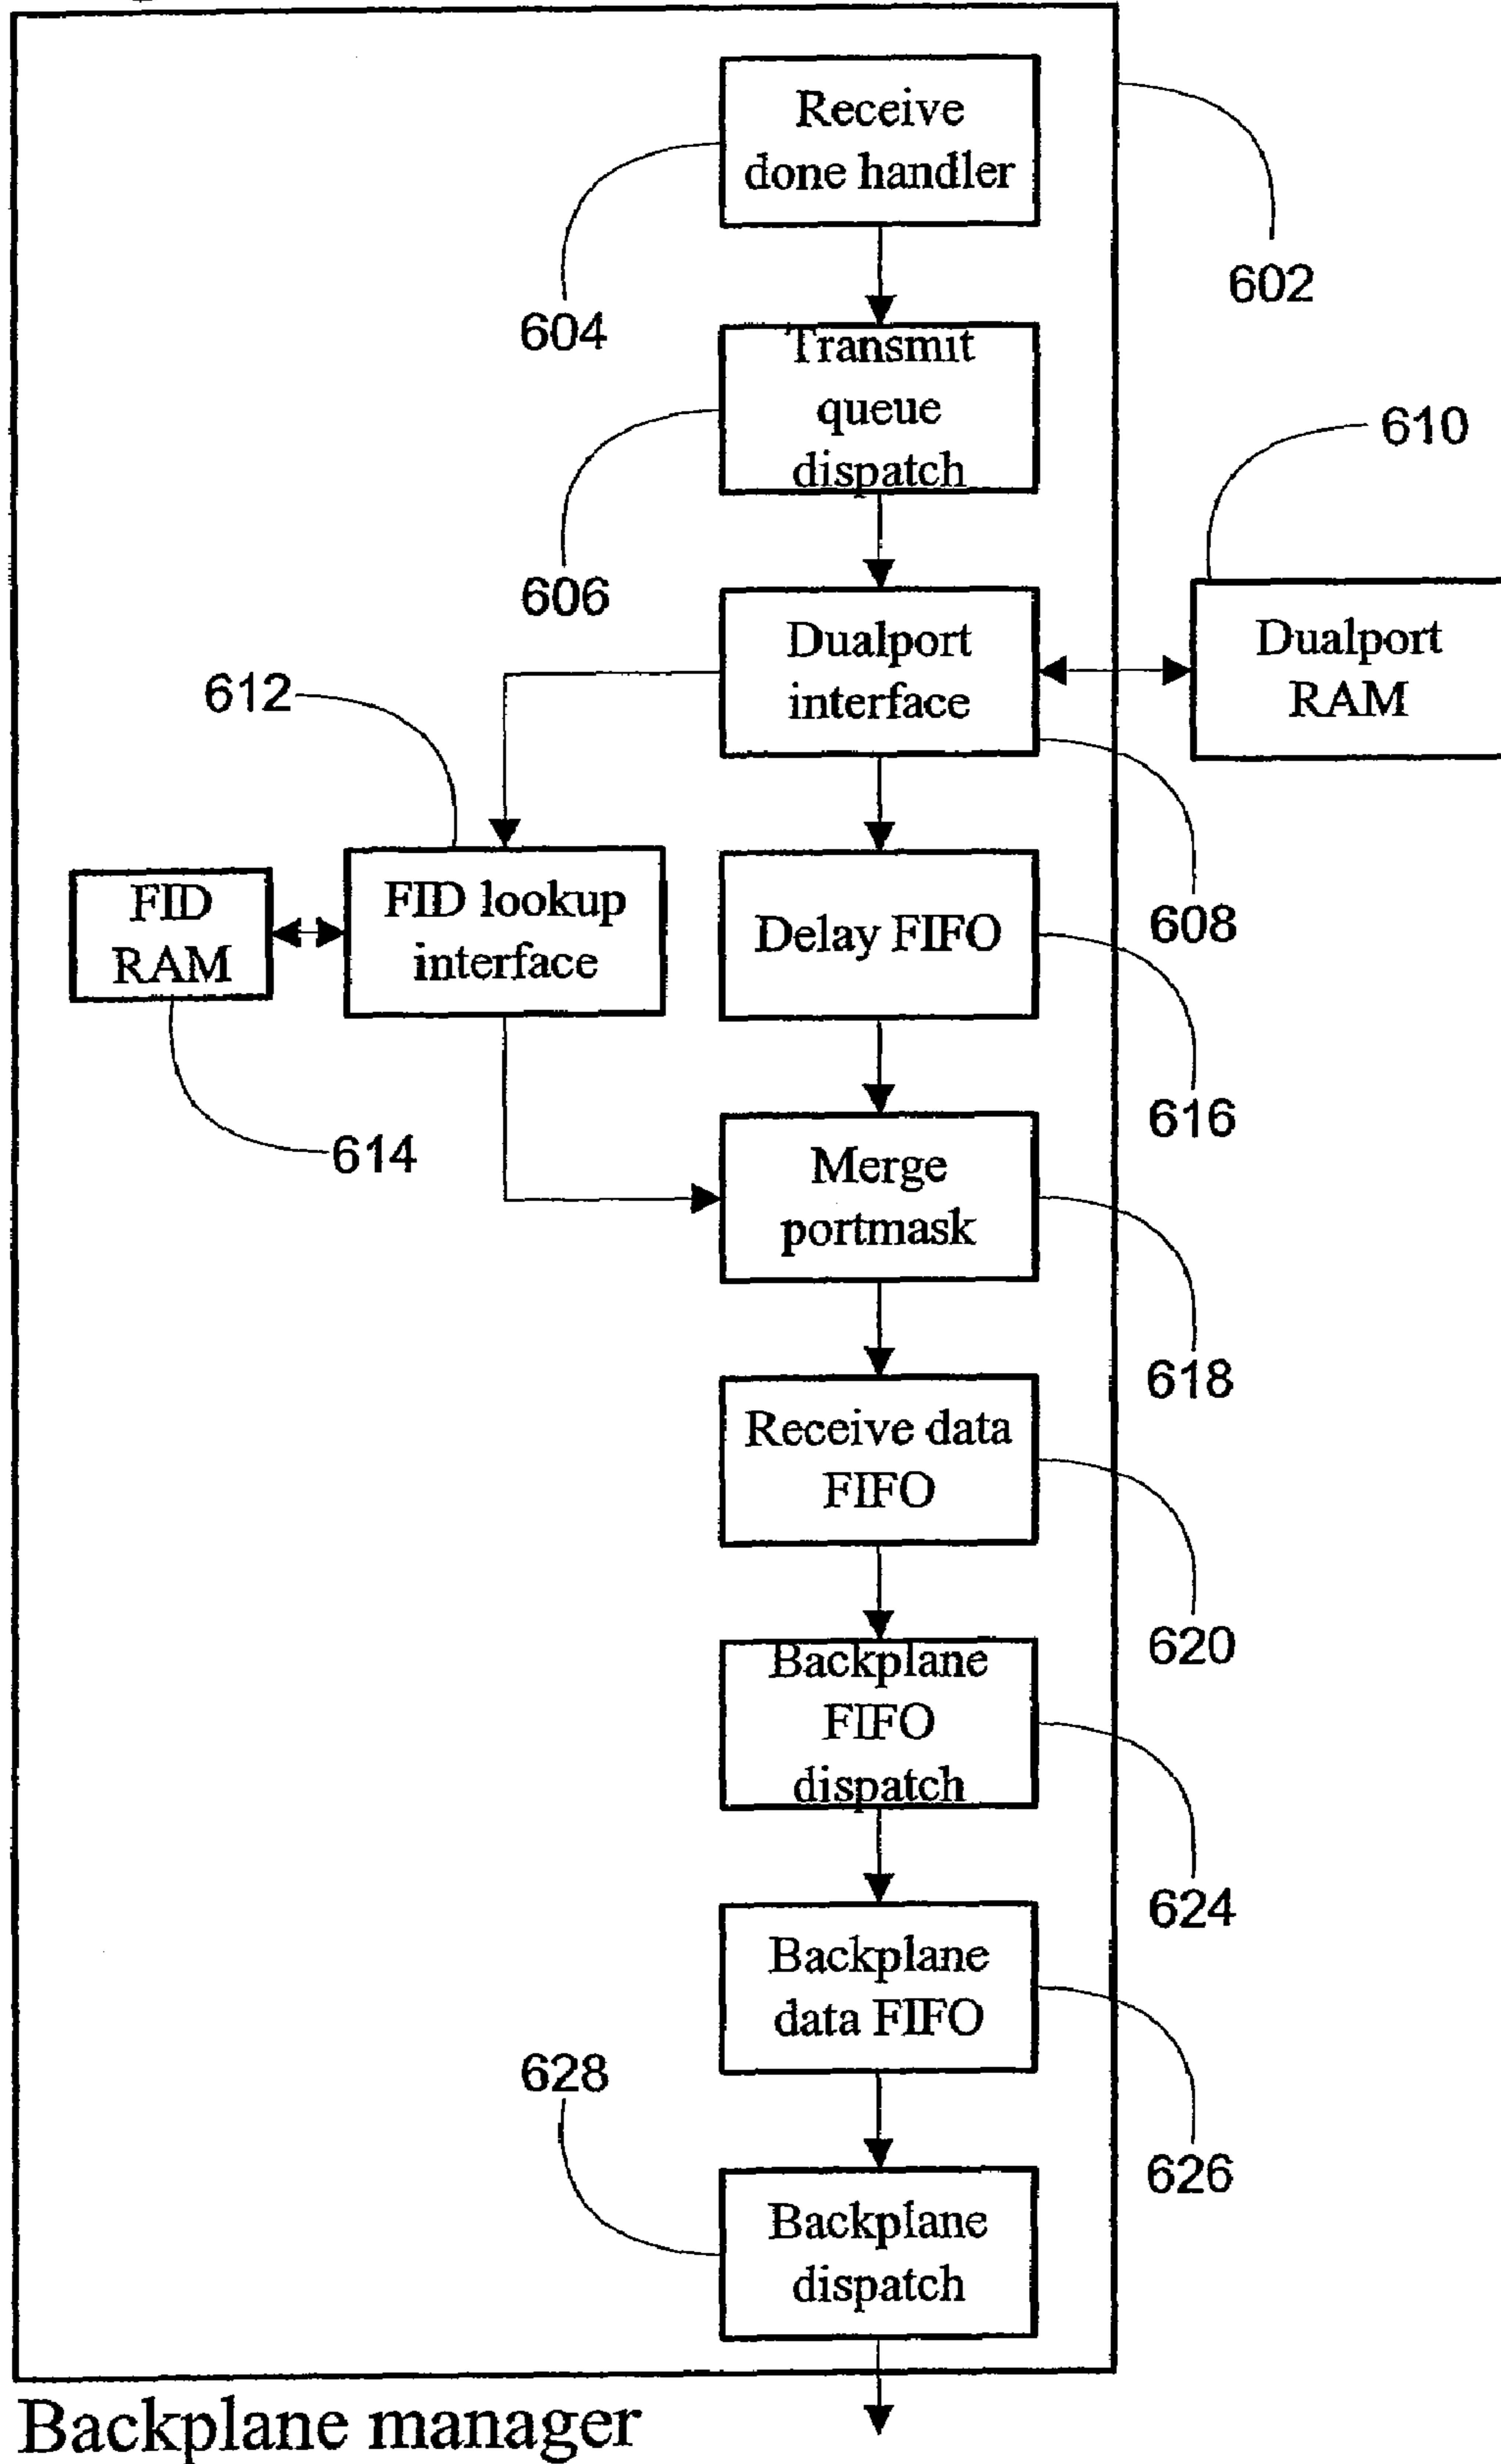 Receive
done handler
602
604
Transmit
queue
dispatch
610
606
Dualport
interface
Dualport
RAM
612
608
FID
RAM
FID lookup
interface
Delay FIFO
616
614
Merge
portmask
618
Receive data
FIFO
620
Backplane
FIFO
dispatch
624
Backplane
data FIFO
628
626
Backplane
dispatch
Backplane manager